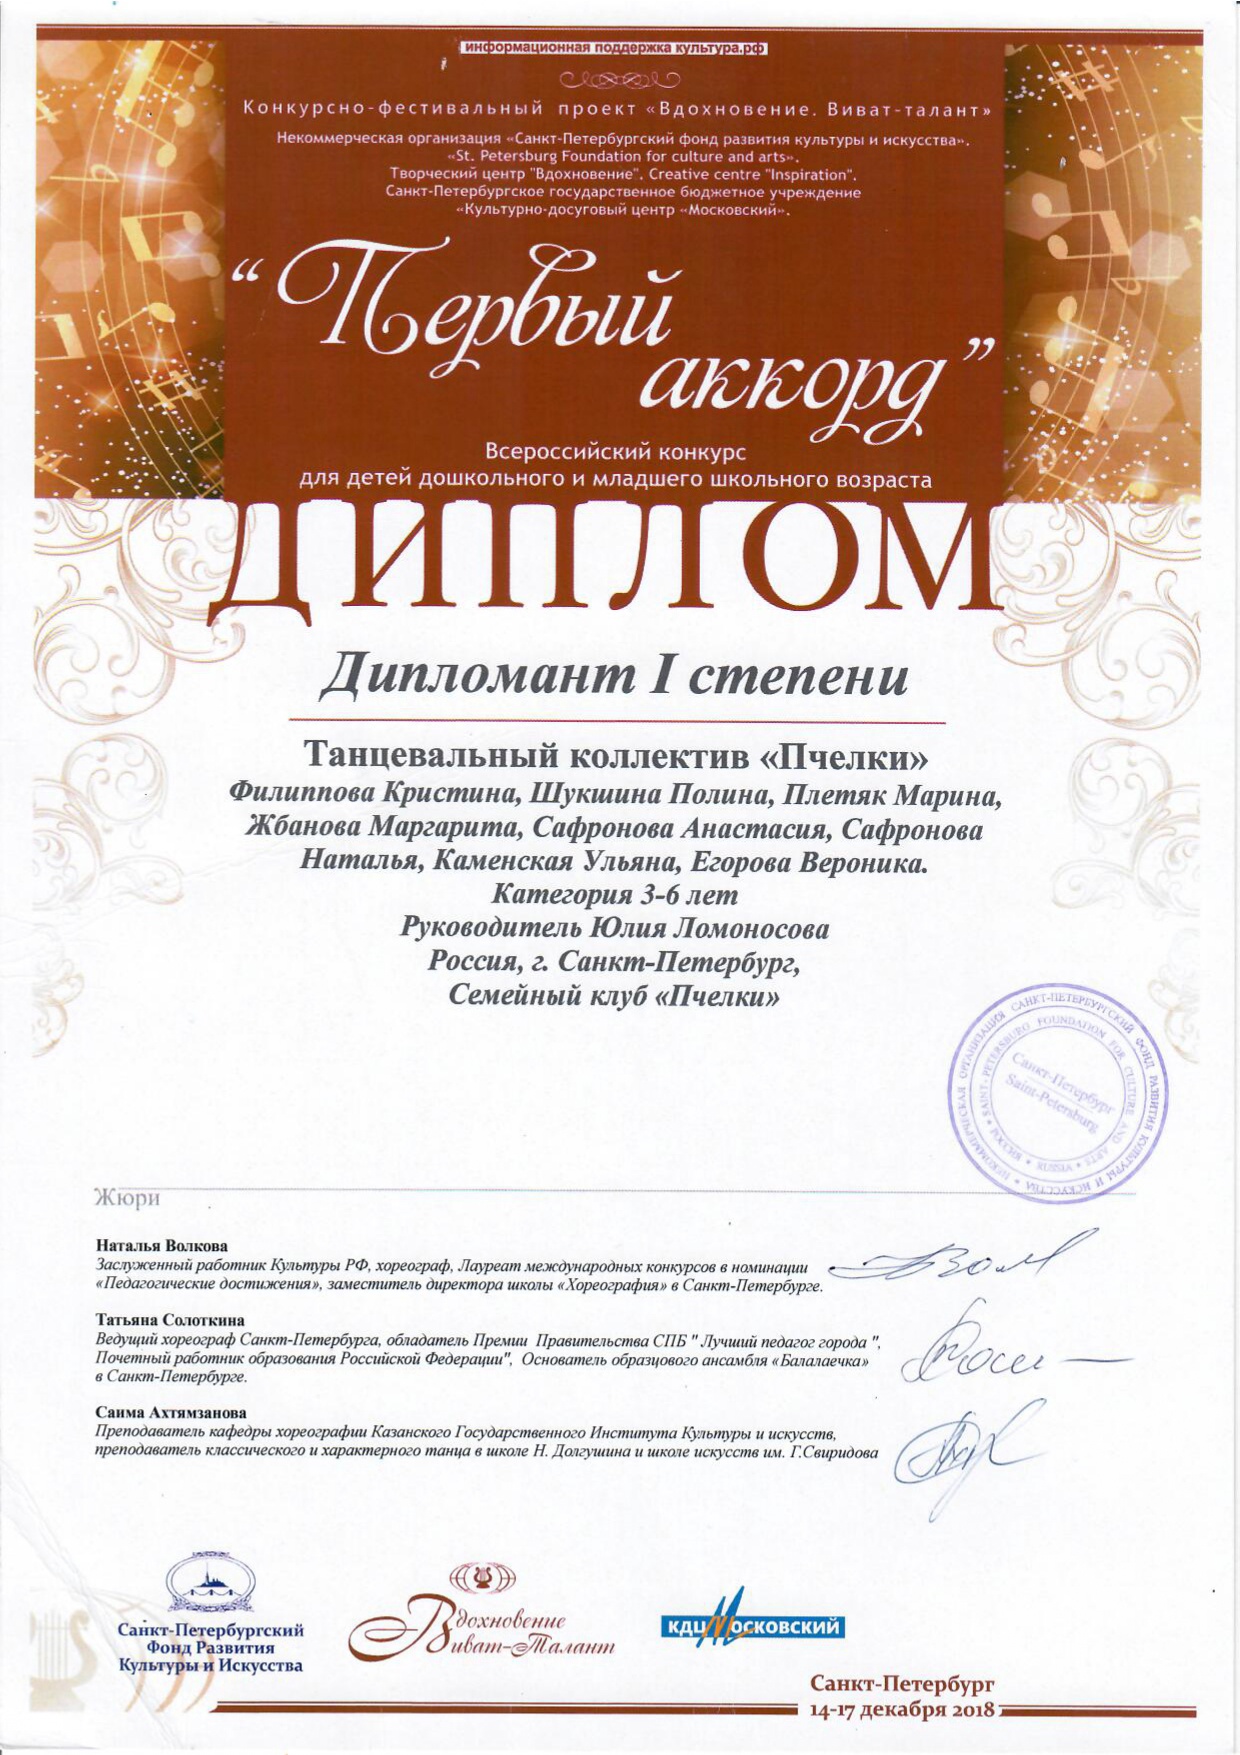 информационная поддержка культура.рф
Конкурсно-фестивальный проект «Вдохновение. Виват-талант»
Некоммерческая организация «Санкт-Петербургский фонд развития культуры и искусства»,
«St. Petersburg Foundation for culture and arts»,
Творческий центр "Вдохновение", Creative centre "Inspiration",
Санкт-Петербургское государственное бюджетное учреждение
«Культурно-досуговый центр «Московский».
“Первый
аккорд”
Всероссийский конкурс
для детей дошкольного и младшего школьного возраста
ДИПЛОМ
Дипломант I степени
Танцевальный коллектив «Пчелки»
Филиппова Кристина, Шукшина Полина, Плетяк Марина,
Жбанова Маргарита, Сафронова Анастасия, Сафронова
Наталья, Каменская Ульяна, Егорова Вероника.
Категория 3-6 лет
Руководитель Юлия Ломоносова
Россия, г. Санкт-Петербург,
Семейный клуб «Пчелки»
НЕКОММЕРЧЕСКАЯ ОРГАНИЗАЦИЯ САНКТ-ПЕТЕРБУРГСКИЙ ФОНД РАЗВИТИЯ КУЛЬТУРЫ И ИСКУССТВА
SAINT-PETERSBURG FOUNDATION FOR CULTURE AND ARTS * RUSSIA * РОССИЯ *
Санкт-Петербург
Saint-Petersburg
Жюри
Наталья Волкова
Заслуженный работник Культуры РФ, хореограф, Лауреат международных конкурсов в номинации
«Педагогические достижения», заместитель директора школы «Хореография» в Санкт-Петербурге.
Татьяна Солоткина
Ведущий хореограф Санкт-Петербурга, обладатель Премии Правительства СПБ " Лучший педагог города ",
Почетный работник образования Российской Федерации", Основатель образцового ансамбля «Балалаечка»
в Санкт-Петербурге.
Саима Ахтямзанова
Преподаватель кафедры хореографии Казанского Государственного Института Культуры и искусств,
преподаватель классического и характерного танца в школе Н. Долгушина и школе искусств им. Г.Свиридова
Санкт-Петербургский
Фонд Развития
Культуры и Искусства
Вдохновение
Виват-Талант
КДЦ Московский
Санкт-Петербург
14-17 декабря 2018